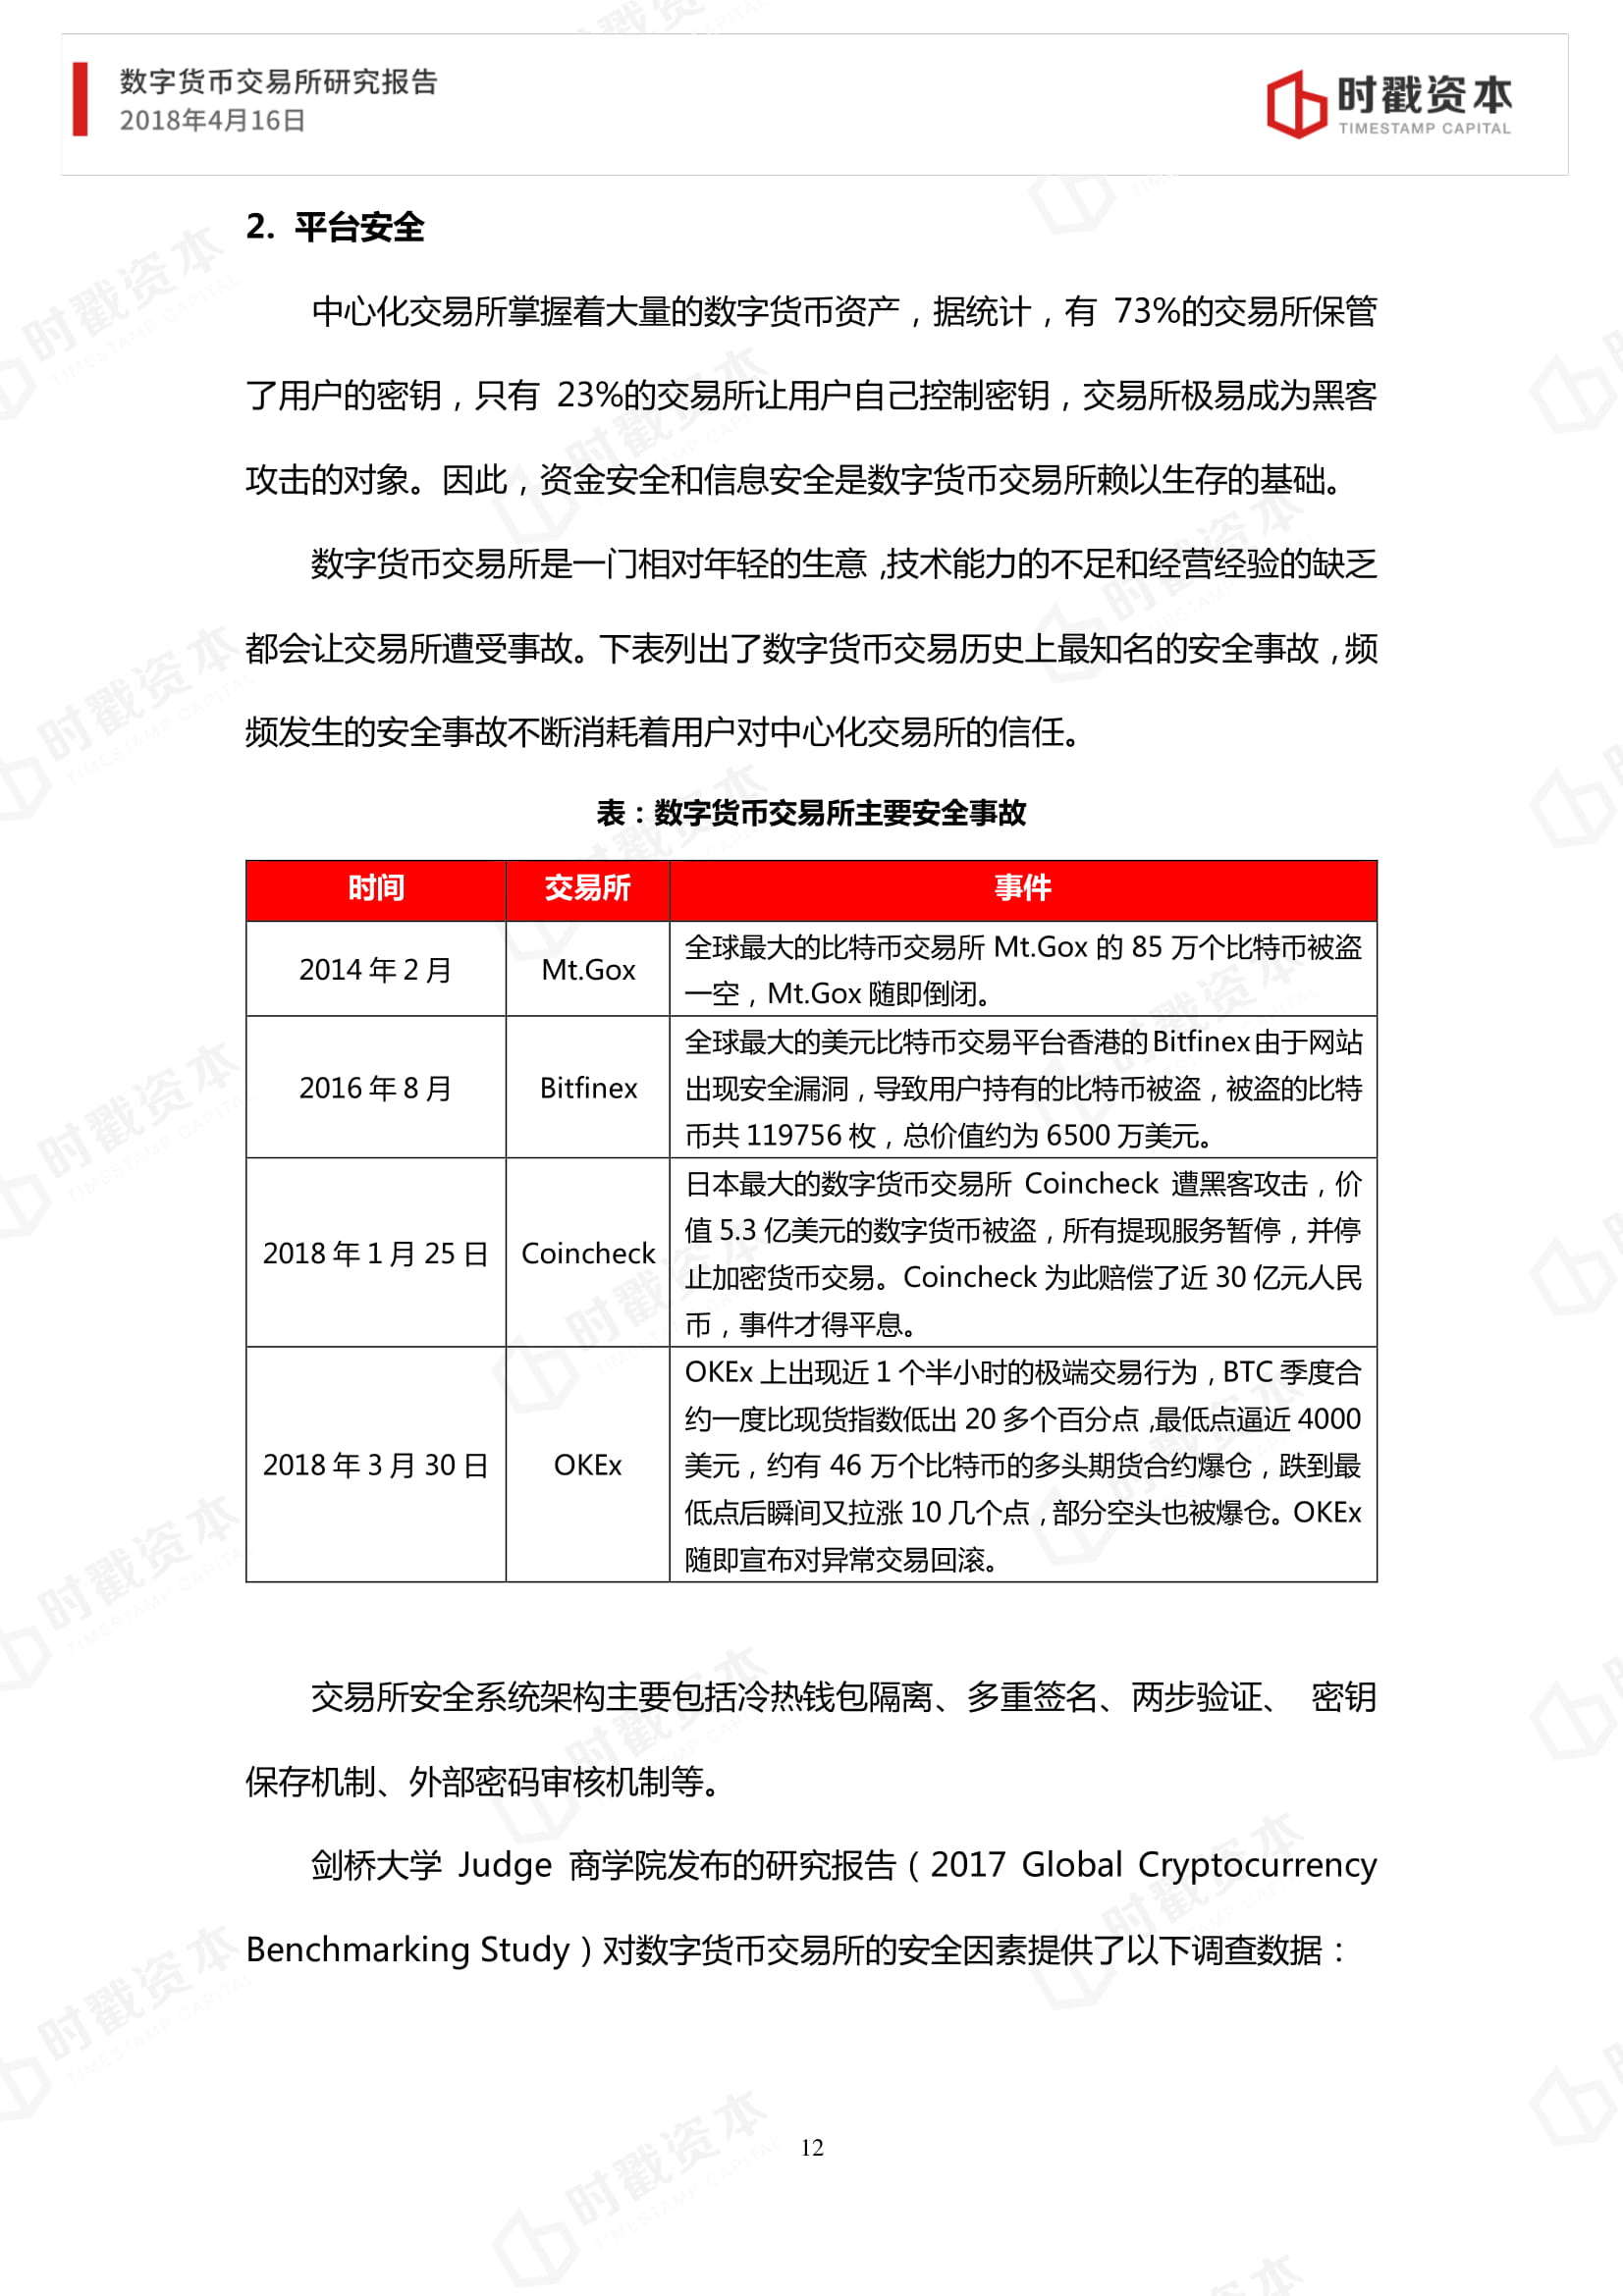 数字货币交易所研究报告
2018年4月16日
时戳资本
TIMESTAMP CAPITAL
2. 平台安全
中心化交易所掌握着大量的数字货币资产，据统计，有 73%的交易所保管
了用户的密钥，只有 23%的交易所让用户自己控制密钥，交易所极易成为黑客
攻击的对象。因此，资金安全和信息安全是数字货币交易所赖以生存的基础。
数字货币交易所是一门相对年轻的生意，技术能力的不足和经营经验的缺乏
都会让交易所遭受事故。下表列出了数字货币交易历史上最知名的安全事故，频
频发生的安全事故不断消耗着用户对中心化交易所的信任。
表：数字货币交易所主要安全事故
时间 交易所 事件
2014 年 2 月 Mt.Gox
全球最大的比特币交易所 Mt.Gox 的 85 万个比特币被盗
一空，Mt.Gox 随即倒闭。
2016 年 8 月 Bitfinex
全球最大的美元比特币交易平台香港的 Bitfinex 由于网站
出现安全漏洞，导致用户持有的比特币被盗，被盗的比特
币共 119756 枚，总价值约为 6500 万美元。
2018 年 1 月 25 日 Coincheck
日本最大的数字货币交易所 Coincheck 遭黑客攻击，价
值 5.3 亿美元的数字货币被盗，所有提现服务暂停，并停
止加密货币交易。Coincheck 为此赔偿了近 30 亿元人民
币，事件才得平息。
2018 年 3 月 30 日 OKEx
OKEx 上出现近 1 个半小时的极端交易行为，BTC 季度合
约一度比现货指数低出 20 多个百分点，最低点逼近 4000
美元，约有 46 万个比特币的多头期货合约爆仓，跌到最
低点后瞬间又拉涨 10 几个点，部分空头也被爆仓。OKEx
随即宣布对异常交易回滚。
交易所安全系统架构主要包括冷热钱包隔离、多重签名、两步验证、 密钥
保存机制、外部密码审核机制等。
剑桥大学 Judge 商学院发布的研究报告（2017 Global Cryptocurrency
Benchmarking Study）对数字货币交易所的安全因素提供了以下调查数据：
12